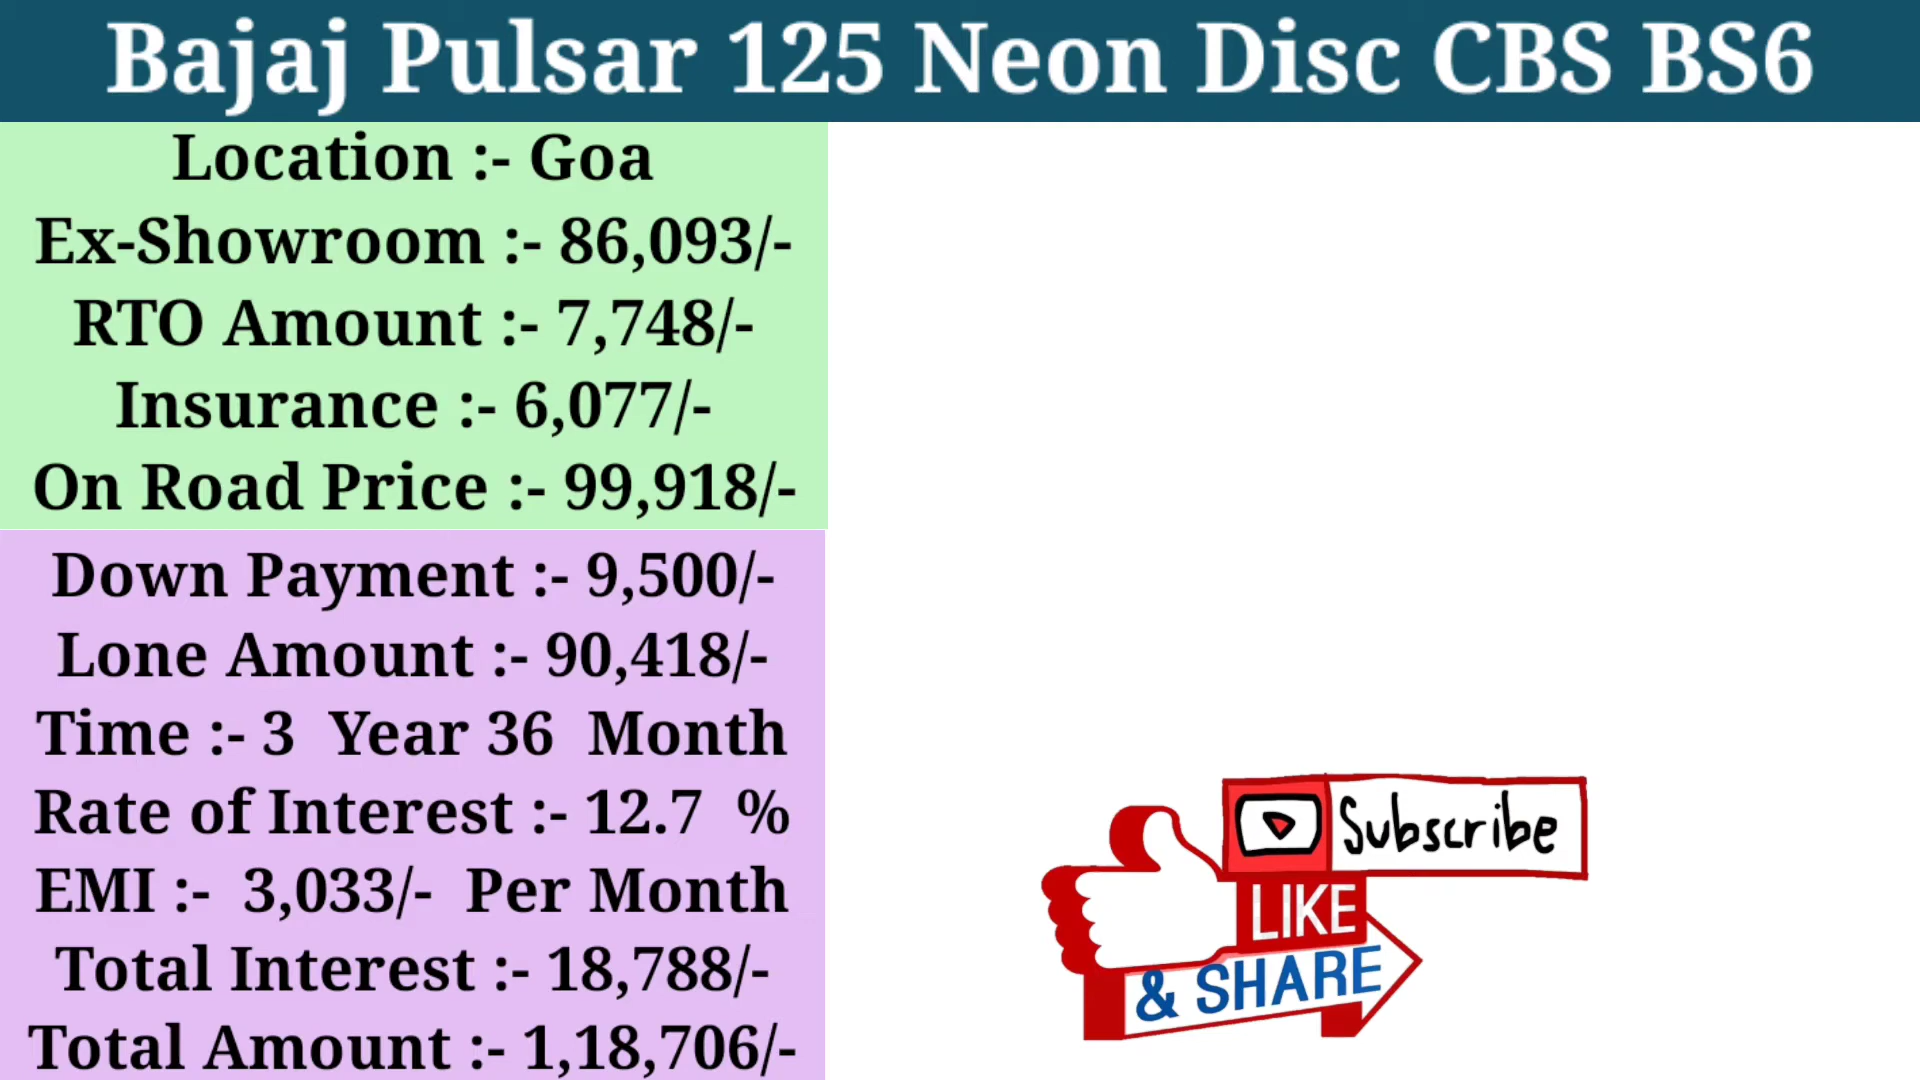 Bajaj Pulsar 125 Neon Disc CBS BS6
Location :- Goa
Ex-Showroom :- 86,093/-
RTO Amount :- 7,748/-
Insurance :- 6,077/-
On Road Price :- 99,918/-
Down Payment :- 9,500/-
Lone Amount :- 90,418/-
Time :- 3 Year 36 Month
Rate of Interest :- 12.7 %
EMI :- 3,033/- Per Month
Total Interest :- 18,788/-
Total Amount :- 1,18,706/-
Subscribe
LIKE
& SHARE